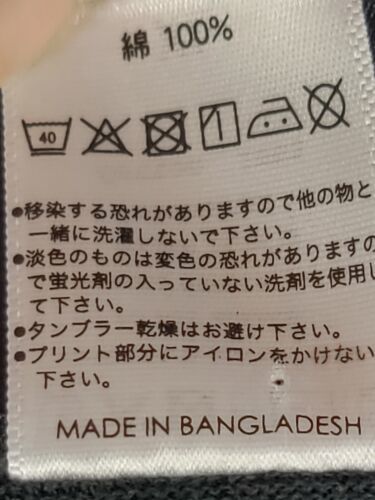 綿 100%
40
●移染する恐れがありますので他の物と
一緒に洗濯しないで下さい。
●淡色のものは変色の恐れがありますの
で蛍光剤の入っていない洗剤を使用し
て下さい。
●タンブラー乾燥はお避け下さい。
●プリント部分にアイロンをかけない
下さい。
MADE IN BANGLADESH